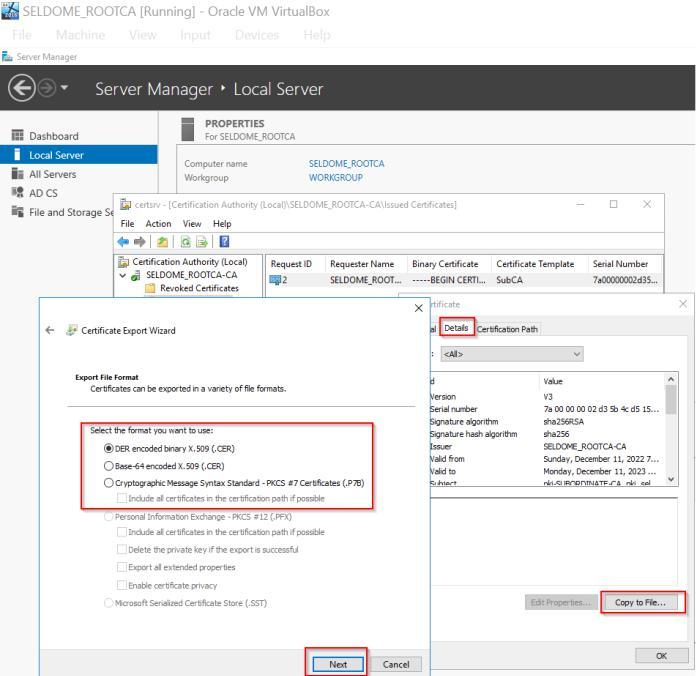 SELDOME_ROOTCA [Running] - Oracle VM VirtualBox
File Machine View Input Devices Help
Server Manager
Server Manager • Local Server
Dashboard
Local Server
All Servers
AD CS
File and Storage Se
PROPERTIES
For SELDOME_ROOTCA
Computer name SELDOME_ROOTCA
Workgroup WORKGROUP
certsrv - [Certification Authority (Local)\SELDOME_ROOTCA-CA\Issued Certificates]
File Action View Help
Certification Authority (Local)
SELDOME_ROOTCA-CA
Revoked Certificates
Request ID Requester Name Binary Certificate Certificate Template Serial Number
2 SELDOME_ROOT... -----BEGIN CERTI... SubCA 7a00000002d35...
Certificate Export Wizard
Export File Format
Certificates can be exported in a variety of file formats.
Select the format you want to use:
DER encoded binary X.509 (.CER)
Base-64 encoded X.509 (.CER)
Cryptographic Message Syntax Standard - PKCS #7 Certificates (.P7B)
Include all certificates in the certification path if possible
Personal Information Exchange - PKCS #12 (.PFX)
Include all certificates in the certification path if possible
Delete the private key if the export is successful
Export all extended properties
Enable certificate privacy
Microsoft Serialized Certificate Store (.SST)
Next Cancel
rtificate
al Details Certification Path
: <All>
d Value
Version V3
Serial number 7a 00 00 00 02 d3 5b 4c d5 15...
Signature algorithm sha256RSA
Signature hash algorithm sha256
Issuer SELDOME_ROOTCA-CA
Valid from Sunday, December 11, 2022 7...
Valid to Monday, December 11, 2023 ...
Subject pki-SUBORDINATE-CA, pki, sel
Edit Properties... Copy to File...
OK